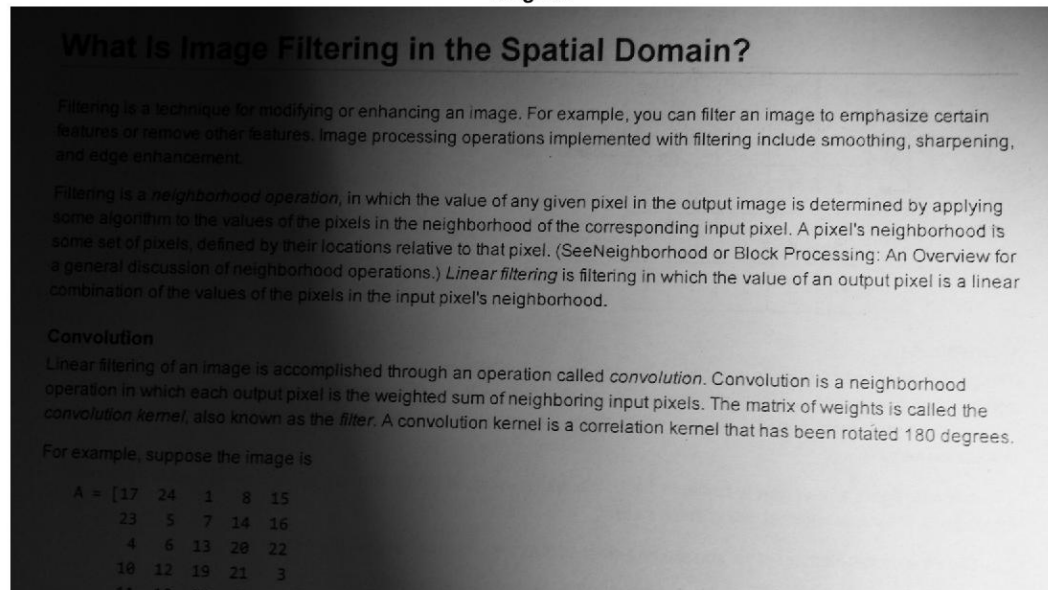 What Is Image Filtering in the Spatial Domain?
Filtering is a technique for modifying or enhancing an image. For example, you can filter an image to emphasize certain
features or remove other features. Image processing operations implemented with filtering include smoothing, sharpening,
and edge enhancement.
Filtering is a neighborhood operation, in which the value of any given pixel in the output image is determined by applying
some algorithm to the values of the pixels in the neighborhood of the corresponding input pixel. A pixel's neighborhood is
some set of pixels, defined by their locations relative to that pixel. (SeeNeighborhood or Block Processing: An Overview for
a general discussion of neighborhood operations.) Linear filtering is filtering in which the value of an output pixel is a linear
combination of the values of the pixels in the input pixel's neighborhood.
Convolution
Linear filtering of an image is accomplished through an operation called convolution. Convolution is a neighborhood
operation in which each output pixel is the weighted sum of neighboring input pixels. The matrix of weights is called the
convolution kernel, also known as the filter. A convolution kernel is a correlation kernel that has been rotated 180 degrees.
For example, suppose the image is
A = [17 24 1 8 15
23 5 7 14 16
4 6 13 20 22
10 12 19 21 3